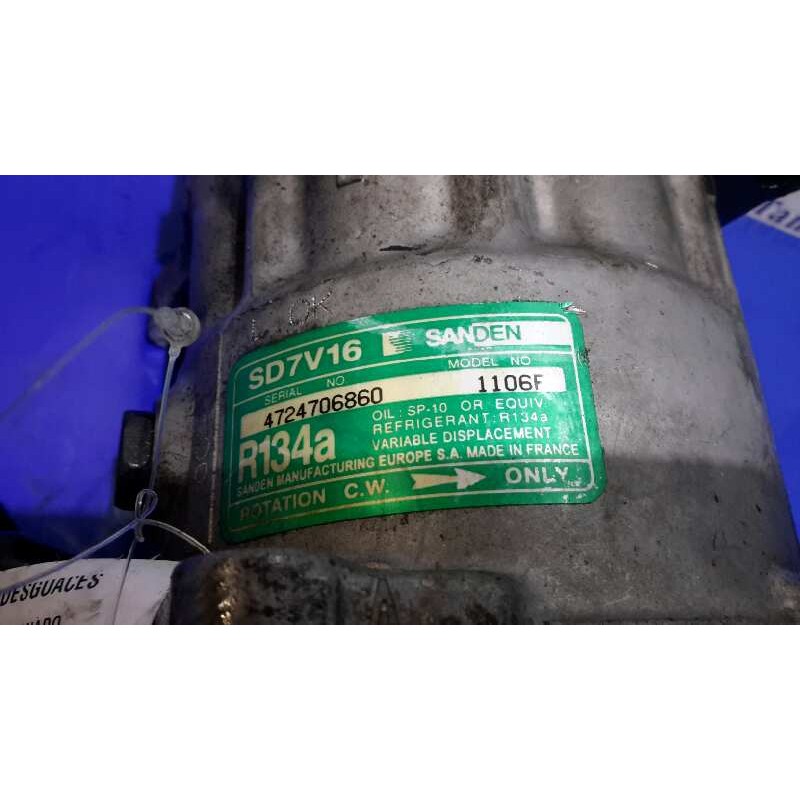 OK
SD7V16 SANDEN
SERIAL NO MODEL NO
4724706860 1106F
R134a
OIL: SP-10 OR EQUIV.
REFRIGERANT: R134a
VARIABLE DISPLACEMENT
SANDEN MANUFACTURING EUROPE S.A. MADE IN FRANCE
ROTATION C.W. ONLY
DESGUACES